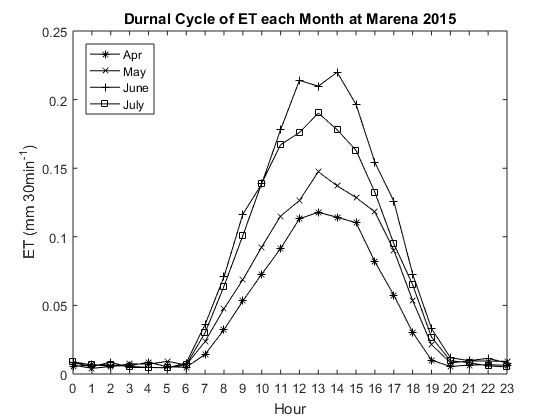 Durnal Cycle of ET each Month at Marena 2015
0.25
0.2
0.15
0.1
0.05
0
ET (mm 30min⁻¹)
Apr
May
June
July
0 1 2 3 4 5 6 7 8 9 10 11 12 13 14 15 16 17 18 19 20 21 22 23
Hour